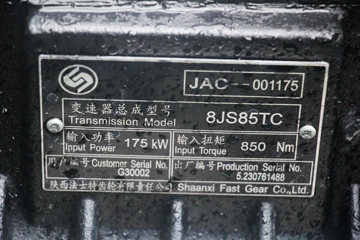 JAC--001175
变速器总成型号
Transmission Model 8JS85TC
输入功率 175 kW 输入扭矩 850 Nm
Input Power Input Torque
用户编号 Customer Serial No. 出厂编号 Production Serial No.
G30002 5.230761488
陕西法士特齿轮有限责任公司 Shaanxi Fast Gear Co.,Ltd.